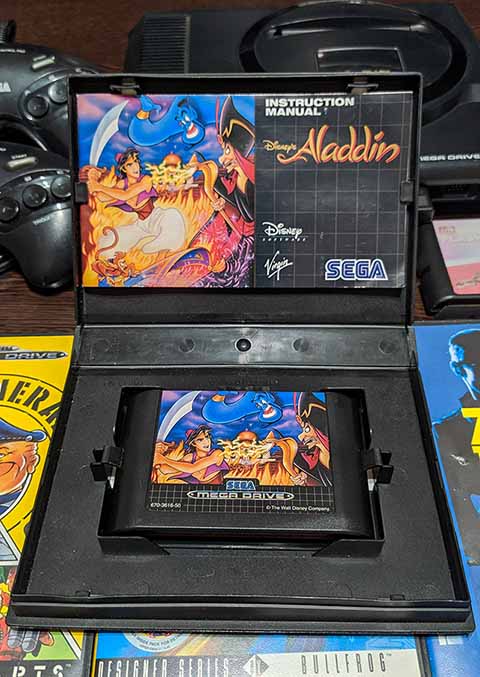 INSTRUCTION
MANUAL
Disney's Aladdin
Disney
SOFTWARE
Virgin
SEGA
MEGA DRIVE
SEGA
MEGA DRIVE
670-3616-50
© The Walt Disney Company
DRIVE
DESIGNER SERIES
BULLFROG